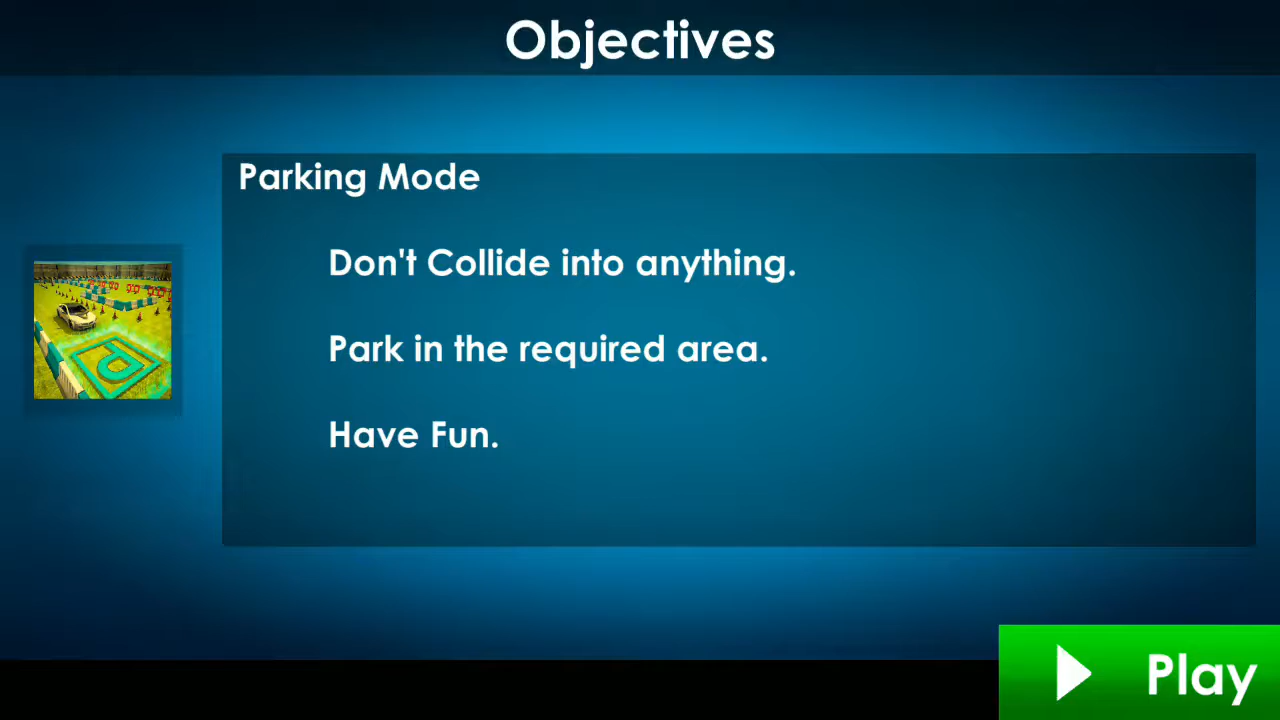 Objectives
Parking Mode
Don't Collide into anything.
Park in the required area.
Have Fun.
Play